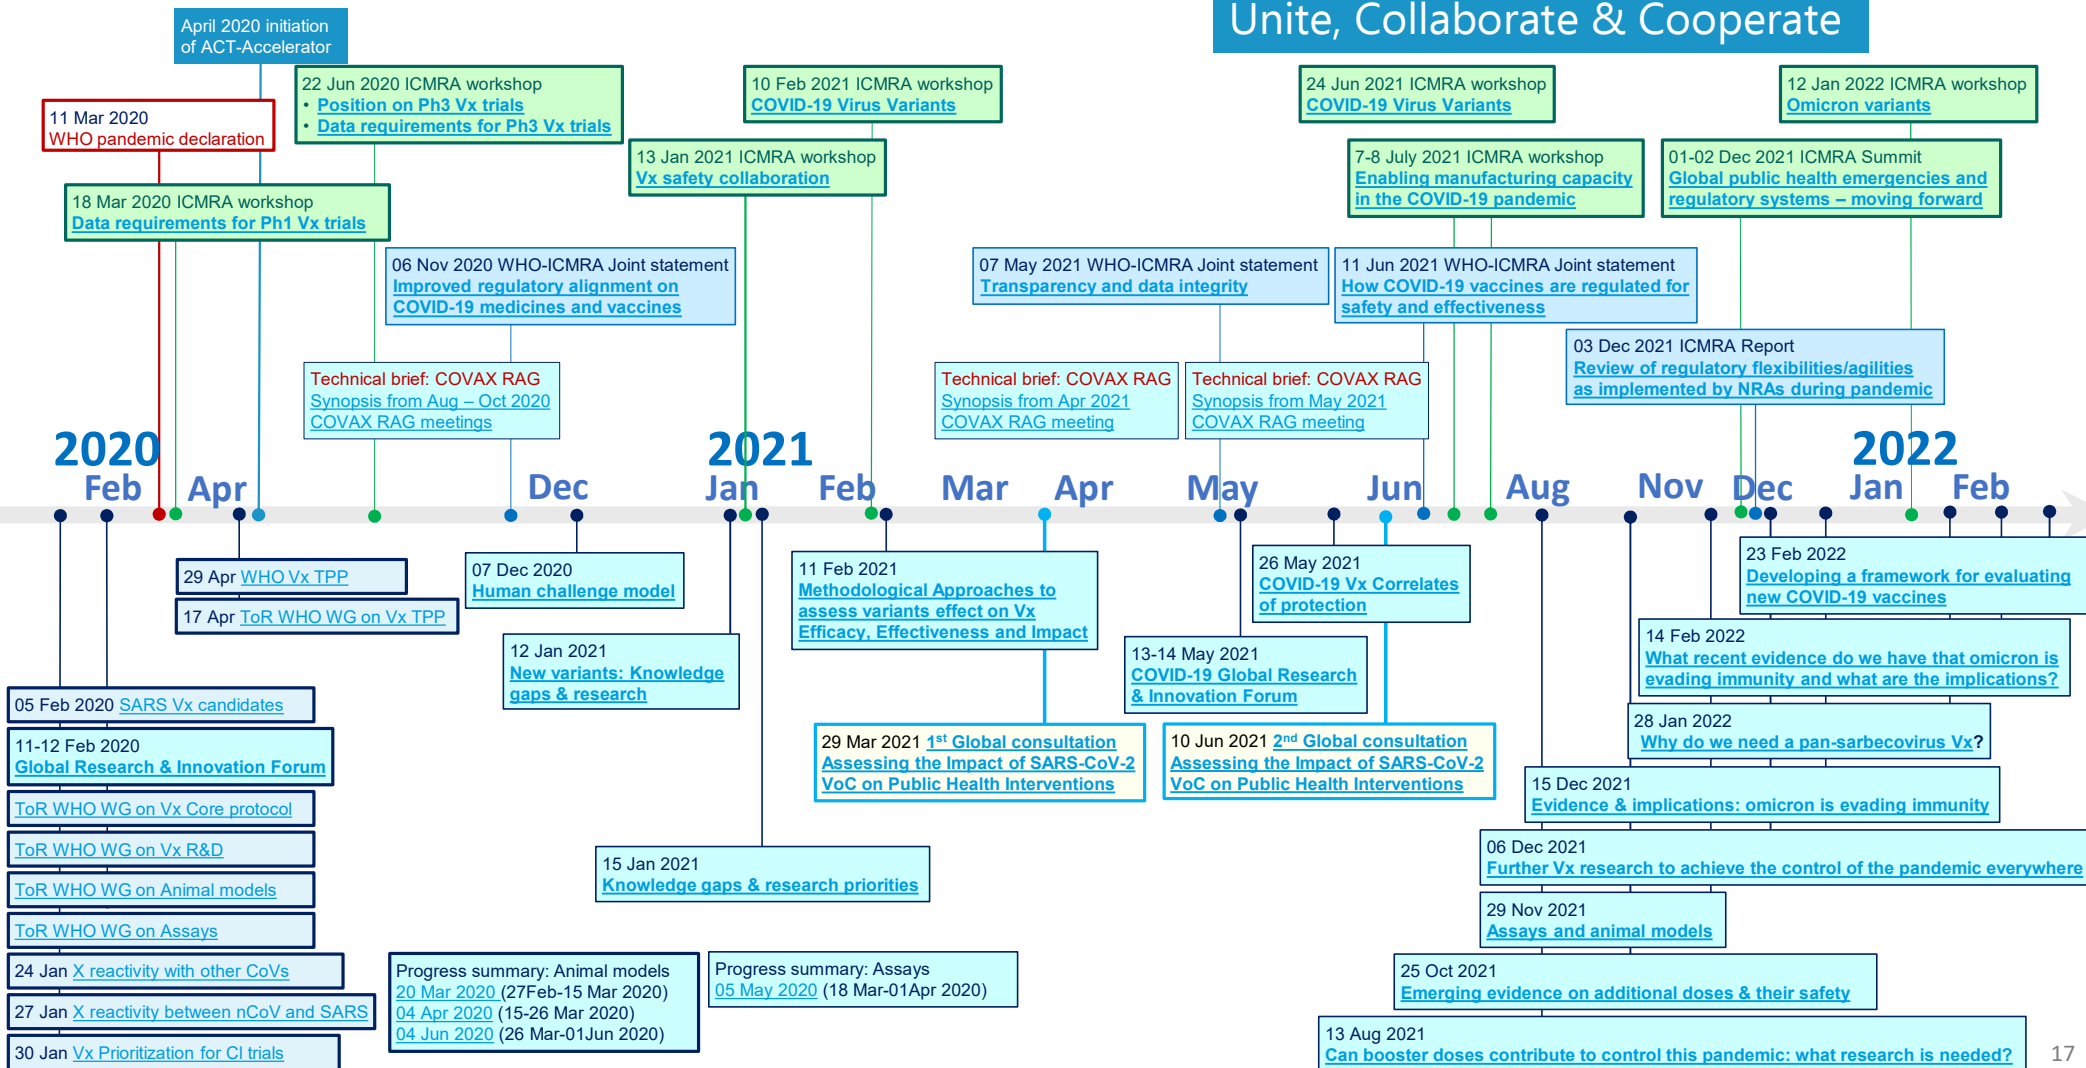 April 2020 initiation
of ACT-Accelerator
Unite, Collaborate & Cooperate
11 Mar 2020
WHO pandemic declaration
22 Jun 2020 ICMRA workshop
• Position on Ph3 Vx trials
• Data requirements for Ph3 Vx trials
10 Feb 2021 ICMRA workshop
COVID-19 Virus Variants
24 Jun 2021 ICMRA workshop
COVID-19 Virus Variants
12 Jan 2022 ICMRA workshop
Omicron variants
18 Mar 2020 ICMRA workshop
Data requirements for Ph1 Vx trials
13 Jan 2021 ICMRA workshop
Vx safety collaboration
7-8 July 2021 ICMRA workshop
Enabling manufacturing capacity
in the COVID-19 pandemic
01-02 Dec 2021 ICMRA Summit
Global public health emergencies and
regulatory systems – moving forward
06 Nov 2020 WHO-ICMRA Joint statement
Improved regulatory alignment on
COVID-19 medicines and vaccines
07 May 2021 WHO-ICMRA Joint statement
Transparency and data integrity
11 Jun 2021 WHO-ICMRA Joint statement
How COVID-19 vaccines are regulated for
safety and effectiveness
03 Dec 2021 ICMRA Report
Review of regulatory flexibilities/agilities
as implemented by NRAs during pandemic
Technical brief: COVAX RAG
Synopsis from Aug – Oct 2020
COVAX RAG meetings
Technical brief: COVAX RAG
Synopsis from Apr 2021
COVAX RAG meeting
Technical brief: COVAX RAG
Synopsis from May 2021
COVAX RAG meeting
2020
2021
2022
Feb
Apr
Dec
Jan
Feb
Mar
Apr
May
Jun
Aug
Nov
Dec
Jan
Feb
29 Apr WHO Vx TPP
17 Apr ToR WHO WG on Vx TPP
07 Dec 2020
Human challenge model
12 Jan 2021
New variants: Knowledge
gaps & research
11 Feb 2021
Methodological Approaches to
assess variants effect on Vx
Efficacy, Effectiveness and Impact
26 May 2021
COVID-19 Vx Correlates
of protection
13-14 May 2021
COVID-19 Global Research
& Innovation Forum
23 Feb 2022
Developing a framework for evaluating
new COVID-19 vaccines
14 Feb 2022
What recent evidence do we have that omicron is
evading immunity and what are the implications?
28 Jan 2022
Why do we need a pan-sarbecovirus Vx?
15 Dec 2021
Evidence & implications: omicron is evading immunity
06 Dec 2021
Further Vx research to achieve the control of the pandemic everywhere
29 Nov 2021
Assays and animal models
25 Oct 2021
Emerging evidence on additional doses & their safety
13 Aug 2021
Can booster doses contribute to control this pandemic: what research is needed?
29 Mar 2021 1st Global consultation
Assessing the Impact of SARS-CoV-2
VoC on Public Health Interventions
10 Jun 2021 2nd Global consultation
Assessing the Impact of SARS-CoV-2
VoC on Public Health Interventions
15 Jan 2021
Knowledge gaps & research priorities
05 Feb 2020 SARS Vx candidates
11-12 Feb 2020
Global Research & Innovation Forum
ToR WHO WG on Vx Core protocol
ToR WHO WG on Vx R&D
ToR WHO WG on Animal models
ToR WHO WG on Assays
24 Jan X reactivity with other CoVs
27 Jan X reactivity between nCoV and SARS
30 Jan Vx Prioritization for Cl trials
Progress summary: Animal models
20 Mar 2020 (27Feb-15 Mar 2020)
04 Apr 2020 (15-26 Mar 2020)
04 Jun 2020 (26 Mar-01Jun 2020)
Progress summary: Assays
05 May 2020 (18 Mar-01Apr 2020)
17